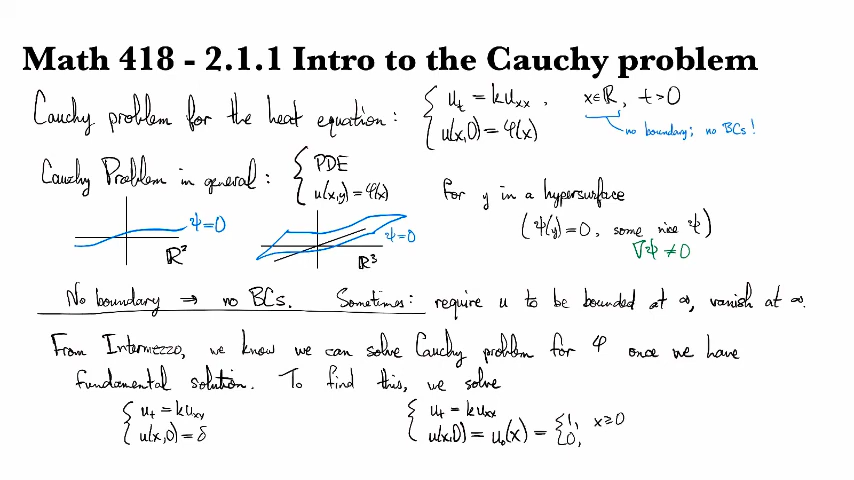 Math 418 - 2.1.1 Intro to the Cauchy problem
Cauchy problem for the heat equation: { u_t = k u_xx, x∈ℝ, t>0
u(x,0) = φ(x)
no boundary; no BCs!
Cauchy Problem in general: { PDE
u(x,y) = φ(x)
for y in a hypersurface
(ψ(y)=0, some nice ψ)
∇ψ ≠ 0
ψ=0
ℝ²
ψ=0
ℝ³
No boundary → no BCs. Sometimes: require u to be bounded at ∞, vanish at ∞.
From Intermezzo, we know we can solve Cauchy problem for φ once we have
fundamental solution. To find this, we solve
{ u_t = k u_xx
u(x,0) = δ
{ u_t = k u_xx
u(x,0) = u_0(x) = { 1, x≥0
0,